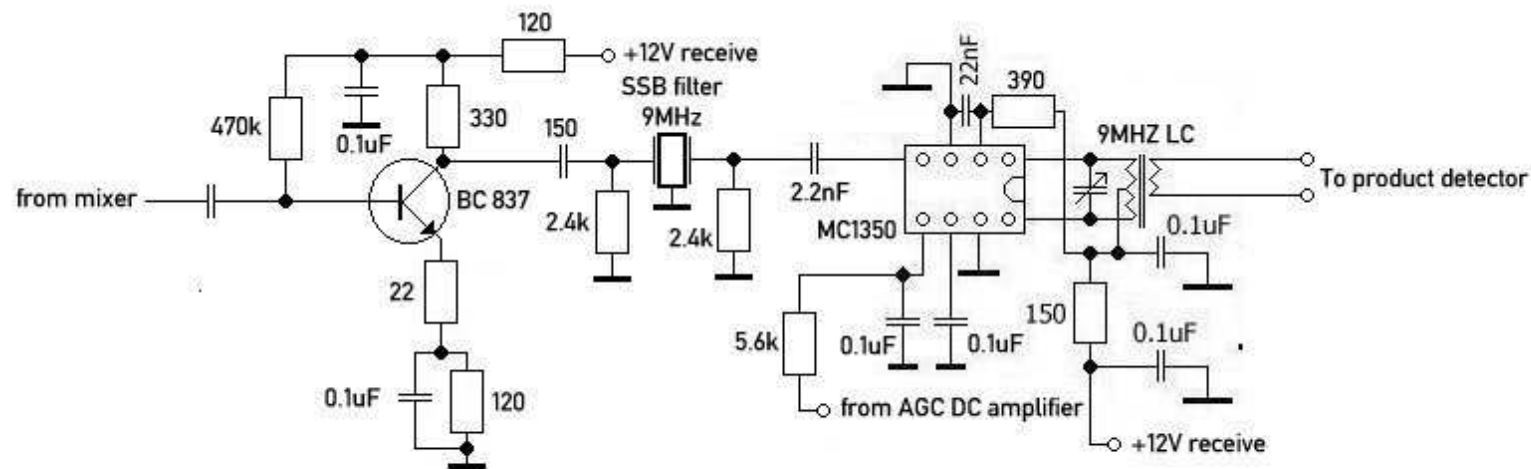 120
+12V receive
SSB filter
9MHz
22nF
390
470k
0.1uF
330
150
9MHZ LC
from mixer
BC 837
2.4k
2.4k
2.2nF
MC1350
To product detector
0.1uF
22
5.6k
0.1uF
0.1uF
150
0.1uF
0.1uF
120
from AGC DC amplifier
+12V receive